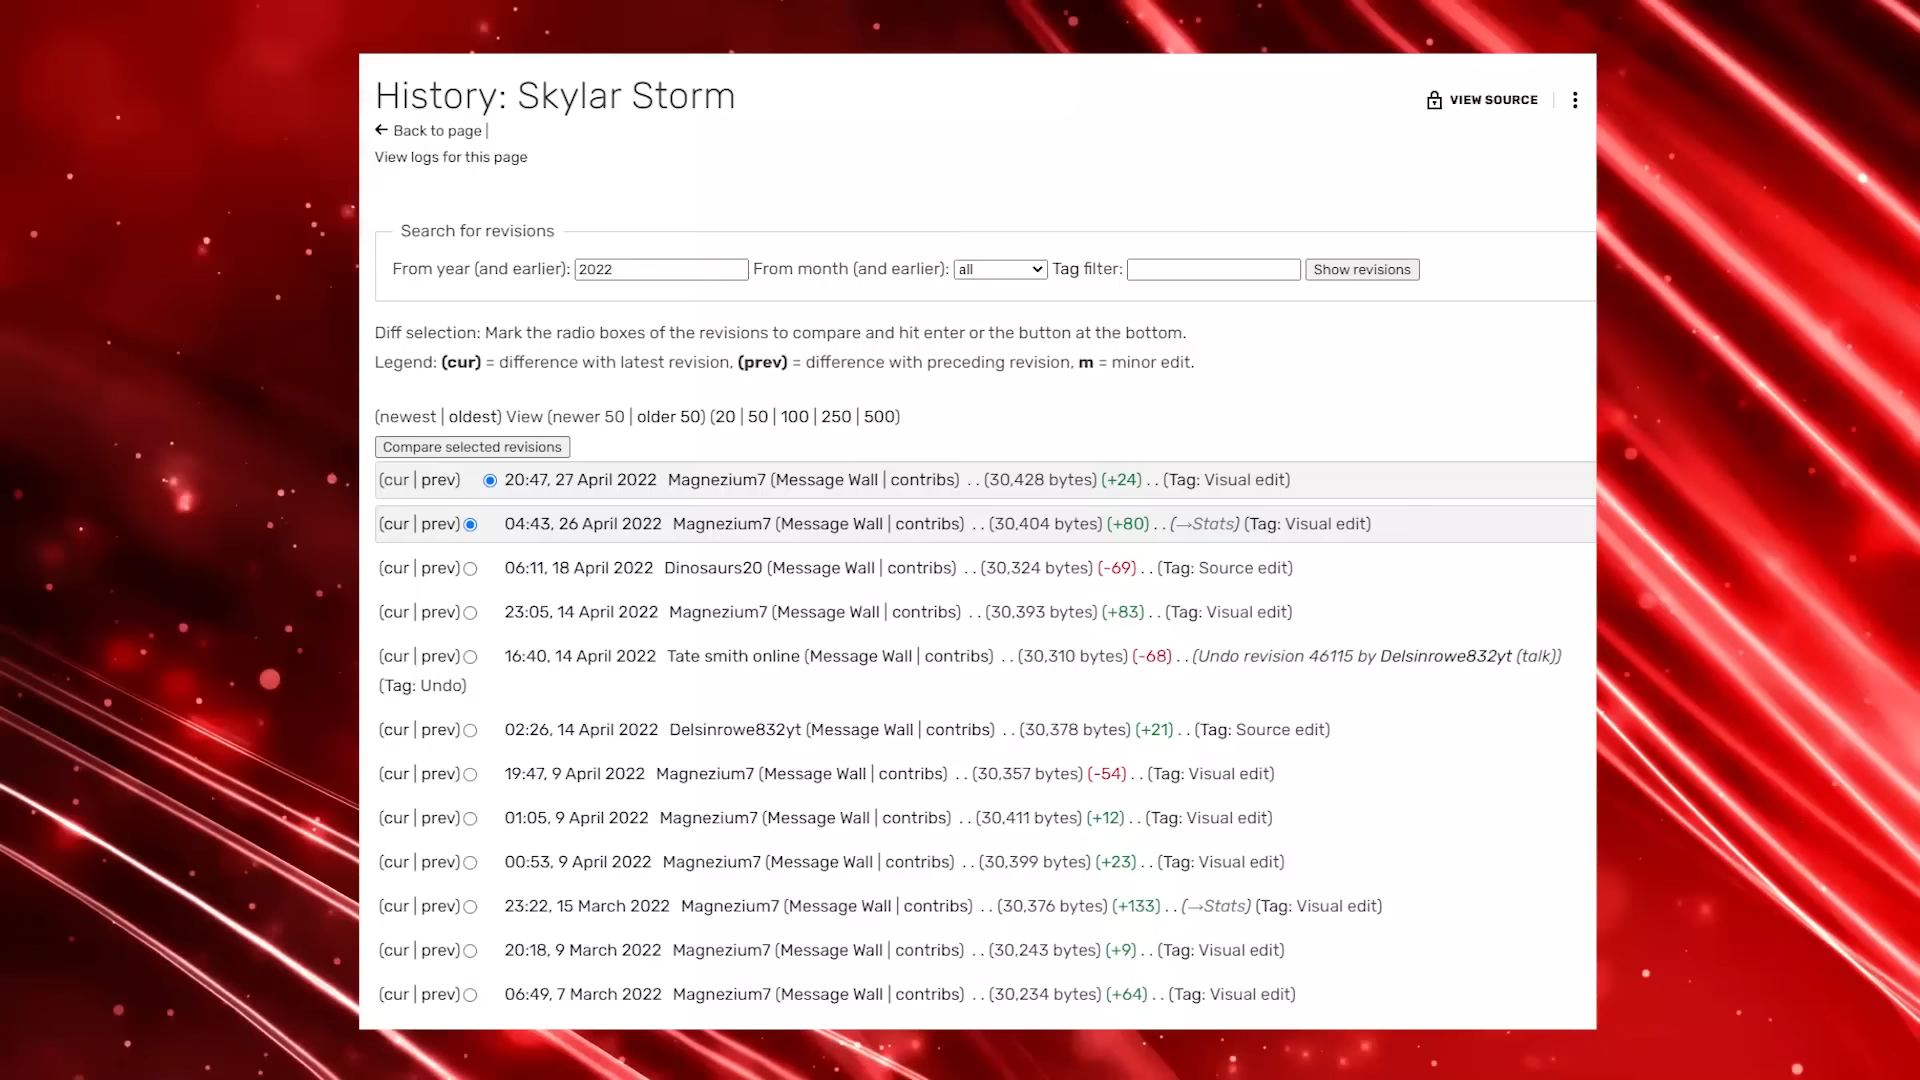 History: Skylar Storm
VIEW SOURCE
← Back to page |
View logs for this page
Search for revisions
From year (and earlier): 2022 From month (and earlier): all Tag filter: Show revisions
Diff selection: Mark the radio boxes of the revisions to compare and hit enter or the button at the bottom.
Legend: (cur) = difference with latest revision, (prev) = difference with preceding revision, m = minor edit.
(newest | oldest) View (newer 50 | older 50) (20 | 50 | 100 | 250 | 500)
Compare selected revisions
(cur | prev) 20:47, 27 April 2022 Magnezium7 (Message Wall | contribs) . . (30,428 bytes) (+24) . . (Tag: Visual edit)
(cur | prev) 04:43, 26 April 2022 Magnezium7 (Message Wall | contribs) . . (30,404 bytes) (+80) . . (→Stats) (Tag: Visual edit)
(cur | prev) 06:11, 18 April 2022 Dinosaurs20 (Message Wall | contribs) . . (30,324 bytes) (-69) . . (Tag: Source edit)
(cur | prev) 23:05, 14 April 2022 Magnezium7 (Message Wall | contribs) . . (30,393 bytes) (+83) . . (Tag: Visual edit)
(cur | prev) 16:40, 14 April 2022 Tate smith online (Message Wall | contribs) . . (30,310 bytes) (-68) . . (Undo revision 46115 by Delsinrowe832yt (talk))
(Tag: Undo)
(cur | prev) 02:26, 14 April 2022 Delsinrowe832yt (Message Wall | contribs) . . (30,378 bytes) (+21) . . (Tag: Source edit)
(cur | prev) 19:47, 9 April 2022 Magnezium7 (Message Wall | contribs) . . (30,357 bytes) (-54) . . (Tag: Visual edit)
(cur | prev) 01:05, 9 April 2022 Magnezium7 (Message Wall | contribs) . . (30,411 bytes) (+12) . . (Tag: Visual edit)
(cur | prev) 00:53, 9 April 2022 Magnezium7 (Message Wall | contribs) . . (30,399 bytes) (+23) . . (Tag: Visual edit)
(cur | prev) 23:22, 15 March 2022 Magnezium7 (Message Wall | contribs) . . (30,376 bytes) (+133) . . (→Stats) (Tag: Visual edit)
(cur | prev) 20:18, 9 March 2022 Magnezium7 (Message Wall | contribs) . . (30,243 bytes) (+9) . . (Tag: Visual edit)
(cur | prev) 06:49, 7 March 2022 Magnezium7 (Message Wall | contribs) . . (30,234 bytes) (+64) . . (Tag: Visual edit)